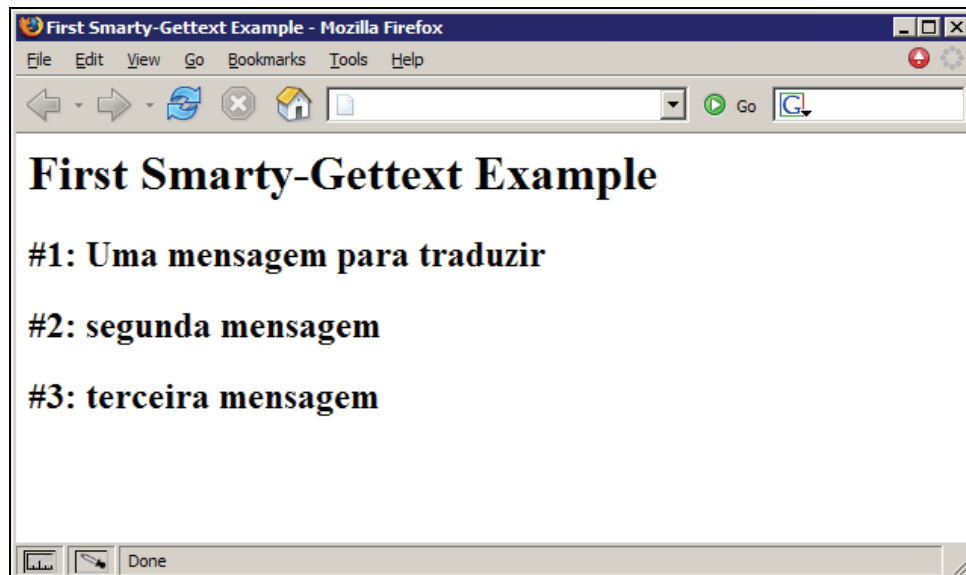 First Smarty-Gettext Example - Mozilla Firefox
File Edit View Go Bookmarks Tools Help
Go G
First Smarty-Gettext Example
#1: Uma mensagem para traduzir
#2: segunda mensagem
#3: terceira mensagem
Done